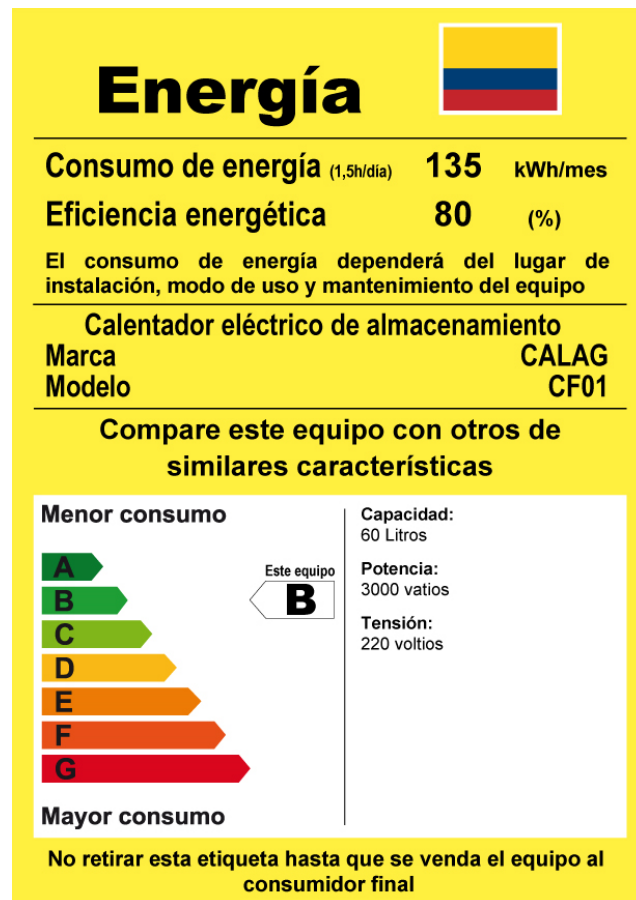 Energía
Consumo de energía (1,5h/día) 135 kWh/mes
Eficiencia energética 80 (%)
El consumo de energía dependerá del lugar de
instalación, modo de uso y mantenimiento del equipo
Calentador eléctrico de almacenamiento
Marca CALAG
Modelo CF01
Compare este equipo con otros de
similares características
Menor consumo
A
B
C
D
E
F
G
Mayor consumo
Este equipo
B
Capacidad:
60 Litros
Potencia:
3000 vatios
Tensión:
220 voltios
No retirar esta etiqueta hasta que se venda el equipo al
consumidor final